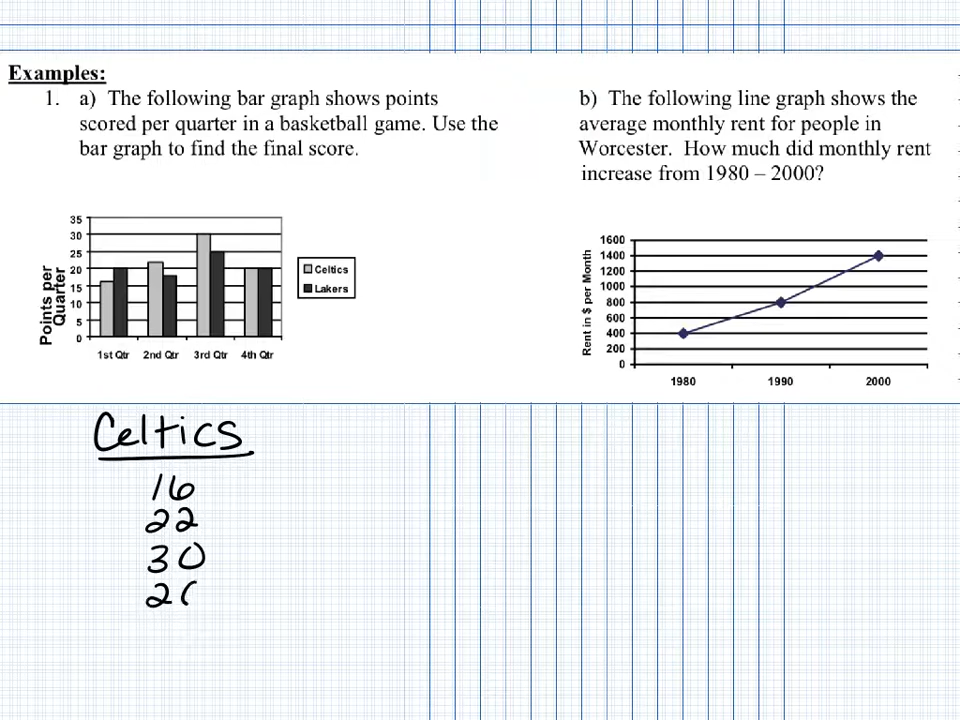 Examples:
1. a) The following bar graph shows points
scored per quarter in a basketball game. Use the
bar graph to find the final score.
b) The following line graph shows the
average monthly rent for people in
Worcester. How much did monthly rent
increase from 1980 – 2000?
Points per
Quarter
35
30
25
20
15
10
5
0
1st Qtr 2nd Qtr 3rd Qtr 4th Qtr
Celtics
Lakers
Rent in $ per Month
1600
1400
1200
1000
800
600
400
200
0
1980 1990 2000
Celtics
16
22
30